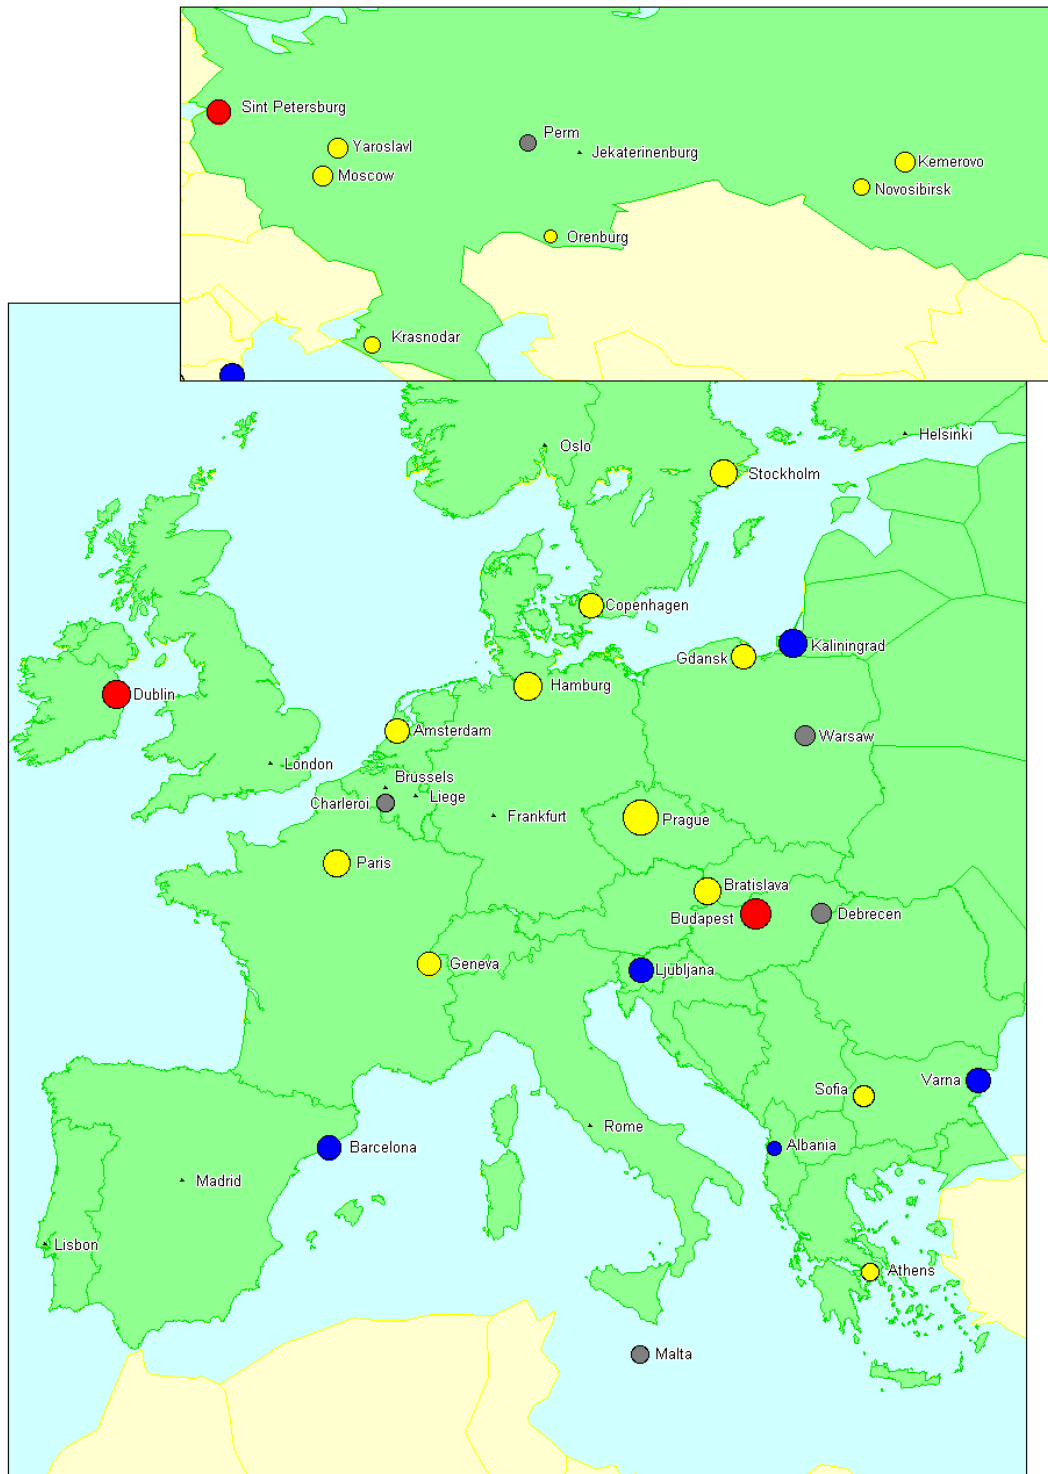 Sint Petersburg
Perm
Yaroslavl
Jekaterinenburg
Kemerovo
Moscow
Novosibirsk
Orenburg
Krasnodar
Helsinki
Oslo
Stockholm
Copenhagen
Kaliningrad
Gdansk
Hamburg
Dublin
Amsterdam
Warsaw
London
Brussels
Liege
Charleroi
Frankfurt
Prague
Paris
Bratislava
Budapest
Debrecen
Geneva
Ljubljana
Varna
Sofia
Rome
Albania
Barcelona
Madrid
Lisbon
Athens
Malta